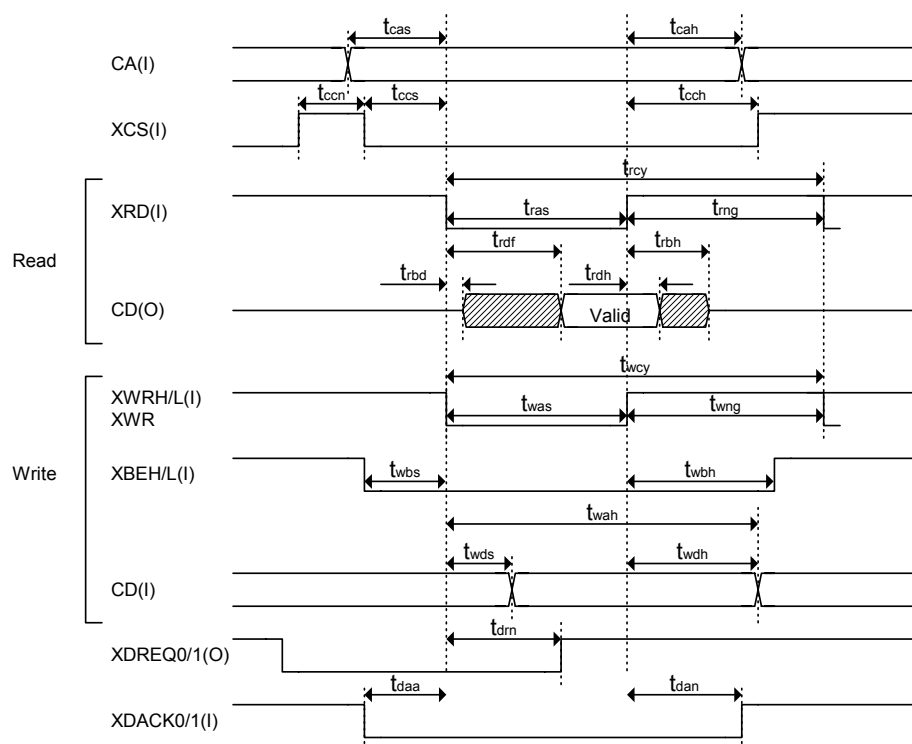 tcas tcah
CA(I)
tccn tccs tcch
XCS(I)
trcy
XRD(I) tras trng
Read
trdf trbh
trbd trdh
CD(O) Valid
twcy
XWRH/L(I)
XWR twas twng
Write
XBEH/L(I) twbs twbh
twah
twds twdh
CD(I)
tdrn
XDREQ0/1(O)
tdaa tdan
XDACK0/1(I)